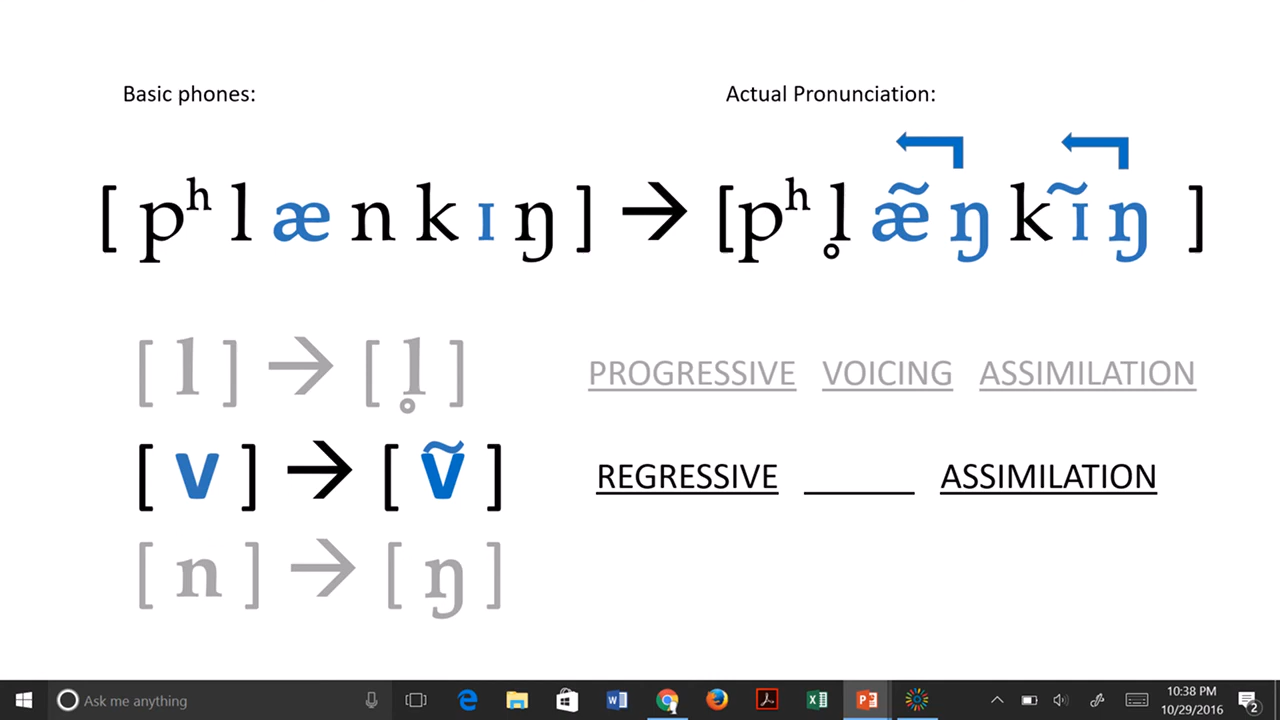 Basic phones: Actual Pronunciation:
[ pʰ l æ n k ɪ ŋ ] → [pʰ l̥ æ̃ ŋ k ɪ̃ ŋ ]
[ l ] → [ l̥ ] PROGRESSIVE VOICING ASSIMILATION
[ v ] → [ ṽ ] REGRESSIVE ______ ASSIMILATION
[ n ] → [ ŋ ]
Ask me anything
10:38 PM
10/29/2016
2